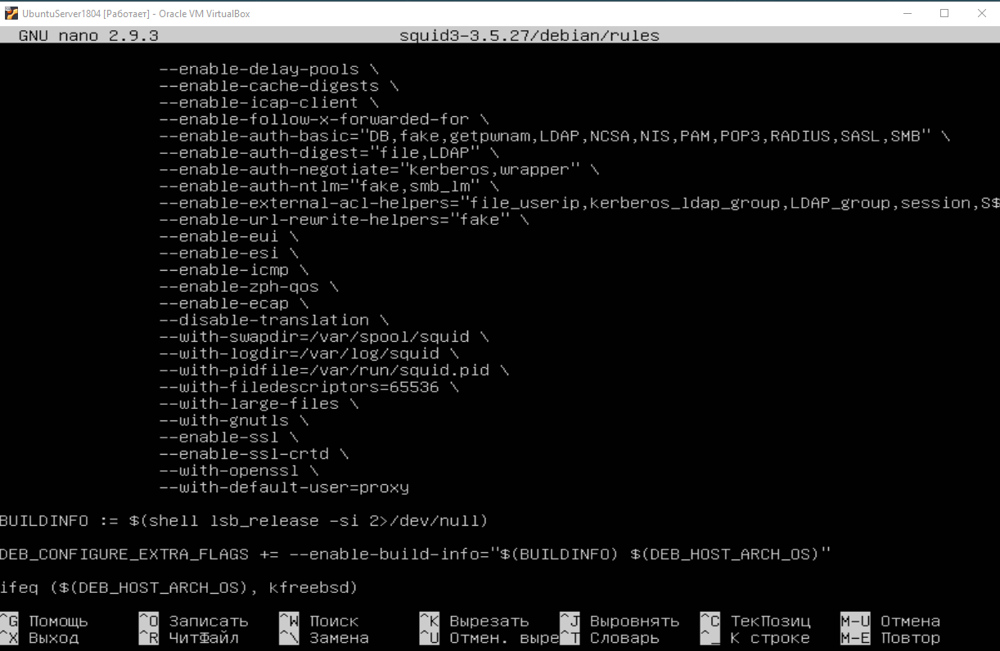 UbuntuServer1804 [Работает] - Oracle VM VirtualBox
GNU nano 2.9.3 squid3-3.5.27/debian/rules
--enable-delay-pools \
--enable-cache-digests \
--enable-icap-client \
--enable-follow-x-forwarded-for \
--enable-auth-basic="DB,fake,getpwnam,LDAP,NCSA,NIS,PAM,POP3,RADIUS,SASL,SMB" \
--enable-auth-digest="file,LDAP" \
--enable-auth-negotiate="kerberos,wrapper" \
--enable-auth-ntlm="fake,smb_lm" \
--enable-external-acl-helpers="file_userip,kerberos_ldap_group,LDAP_group,session,S$
--enable-url-rewrite-helpers="fake" \
--enable-eui \
--enable-esi \
--enable-icmp \
--enable-zph-qos \
--enable-ecap \
--disable-translation \
--with-swapdir=/var/spool/squid \
--with-logdir=/var/log/squid \
--with-pidfile=/var/run/squid.pid \
--with-filedescriptors=65536 \
--with-large-files \
--with-gnutls \
--enable-ssl \
--enable-ssl-crtd \
--with-openssl \
--with-default-user=proxy
BUILDINFO := $(shell lsb_release -si 2>/dev/null)
DEB_CONFIGURE_EXTRA_FLAGS += --enable-build-info="$(BUILDINFO) $(DEB_HOST_ARCH_OS)"
ifeq ($(DEB_HOST_ARCH_OS), kfreebsd)
^G Помощь ^O Записать ^W Поиск ^K Вырезать ^J Выровнять ^C ТекПозиц M-U Отмена
^X Выход ^R ЧитФайл ^\ Замена ^U Отмен. выре ^T Словарь ^_ К строке M-E Повтор